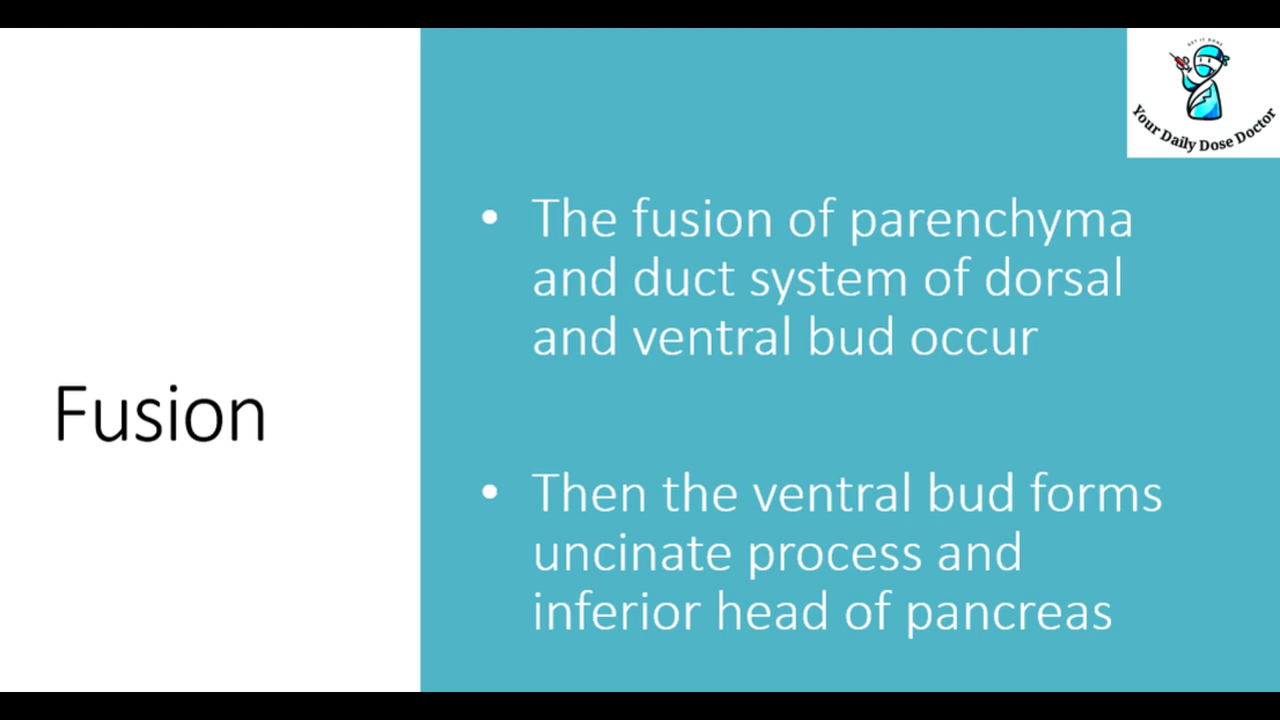 Your Daily Dose Doctor
• The fusion of parenchyma
and duct system of dorsal
and ventral bud occur
Fusion
• Then the ventral bud forms
uncinate process and
inferior head of pancreas